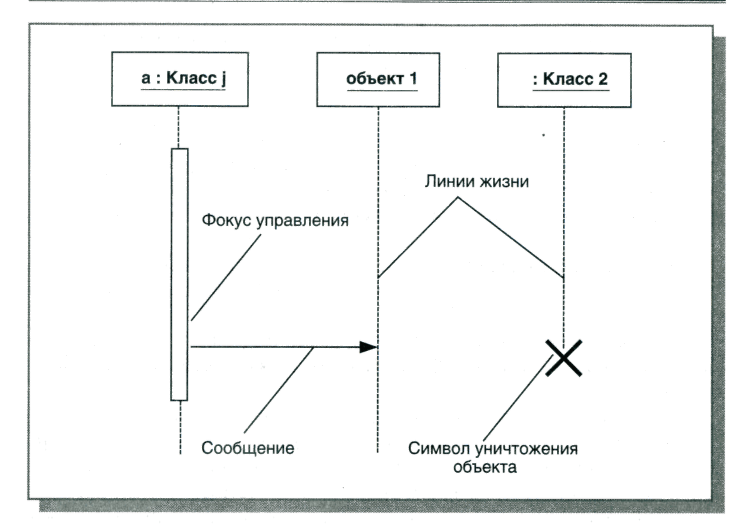 a : Класс j
объект 1
: Класс 2
Линии жизни
Фокус управления
Сообщение
Символ уничтожения
объекта